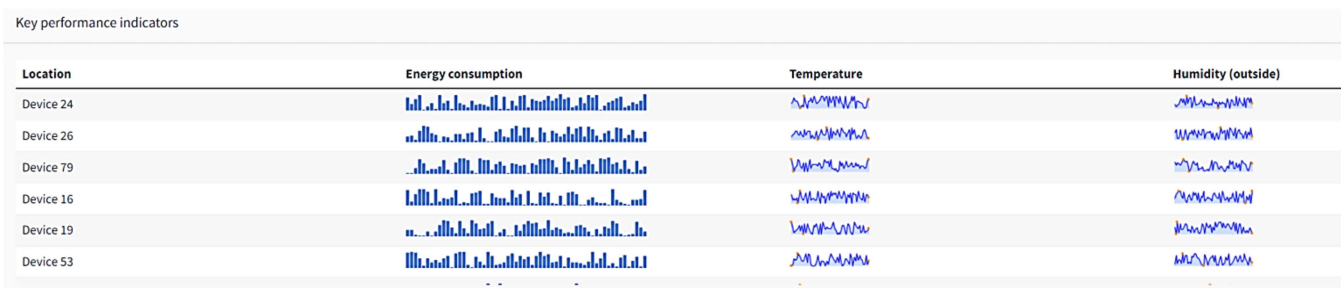 Key performance indicators
Location Energy consumption Temperature Humidity (outside)
Device 24
Device 26
Device 79
Device 16
Device 19
Device 53